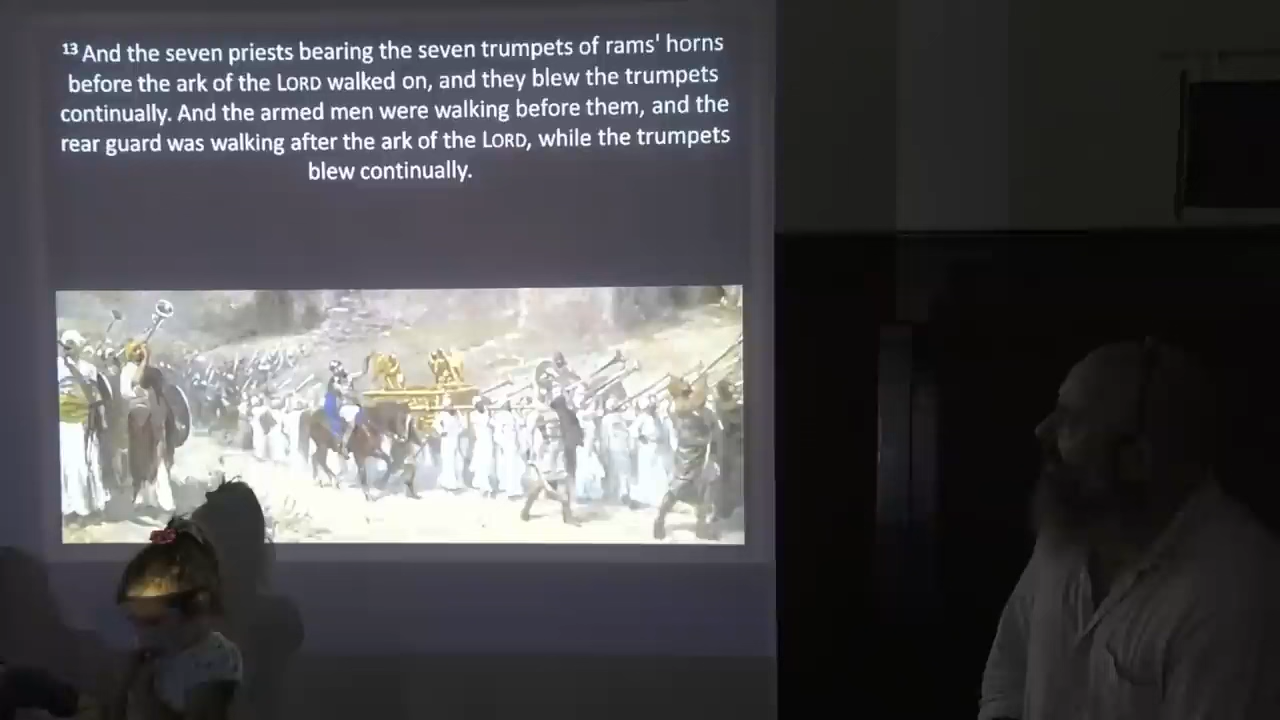 13 And the seven priests bearing the seven trumpets of rams' horns
before the ark of the LORD walked on, and they blew the trumpets
continually. And the armed men were walking before them, and the
rear guard was walking after the ark of the LORD, while the trumpets
blew continually.